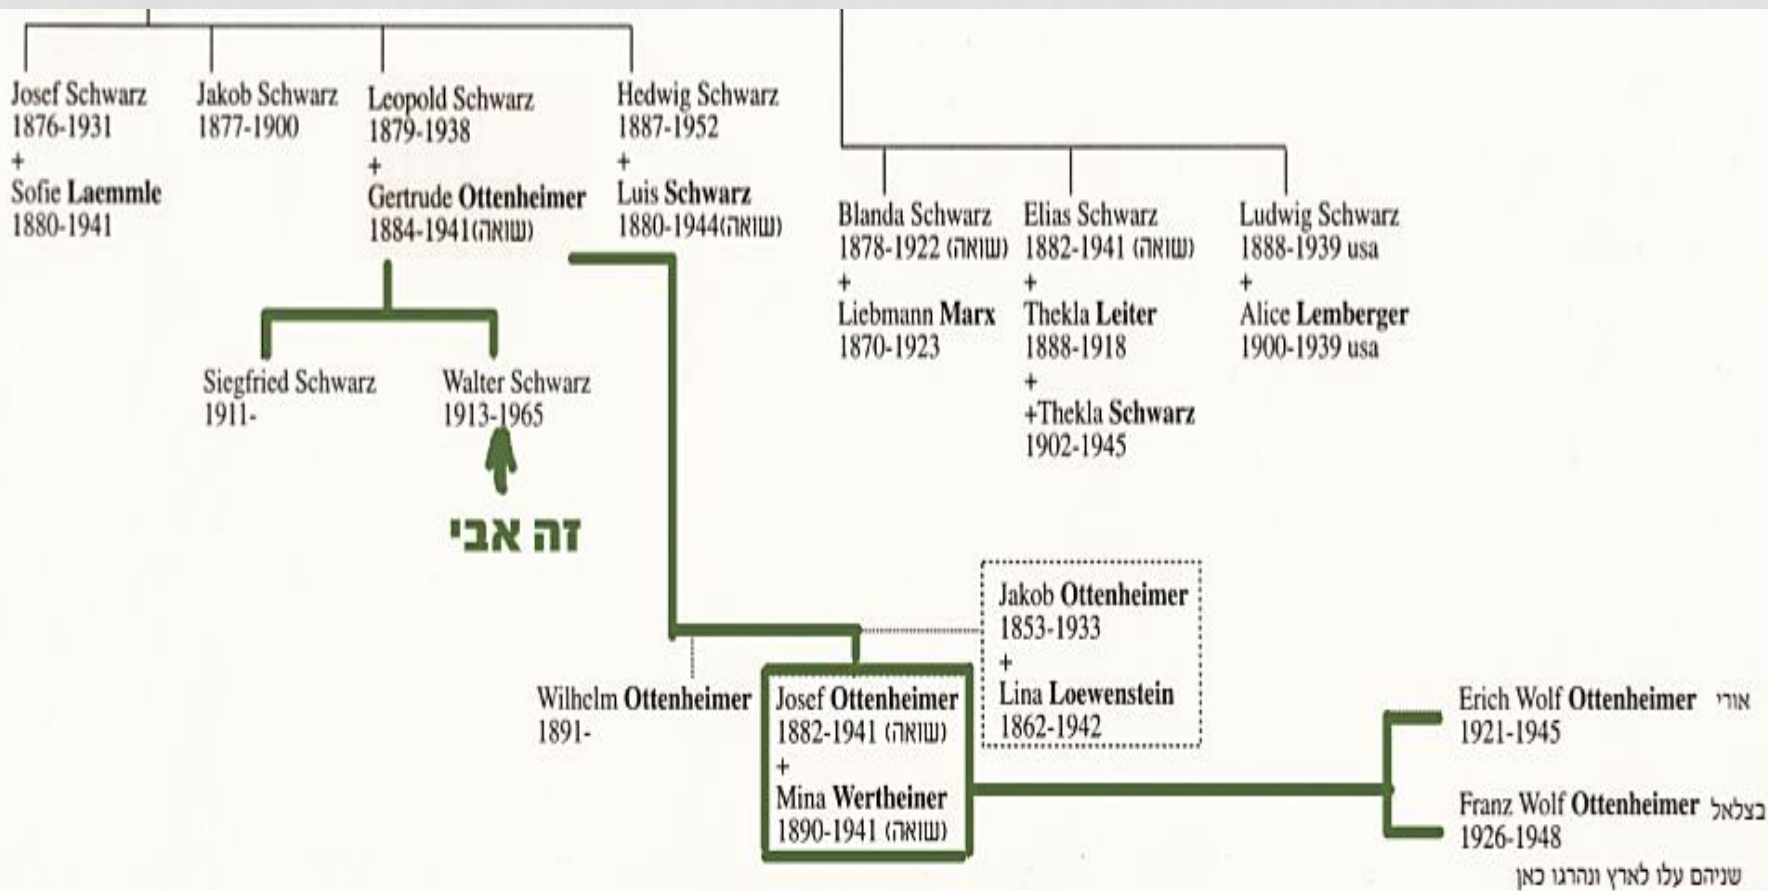 Josef Schwarz
1876-1931
+
Sofie Laemmle
1880-1941
Jakob Schwarz
1877-1900
Leopold Schwarz
1879-1938
+
Gertrude Ottenheimer
1884-1941(שואה)
Hedwig Schwarz
1887-1952
+
Luis Schwarz
1880-1944(שואה)
Blanda Schwarz
1878-1922 (שואה)
+
Liebmann Marx
1870-1923
Elias Schwarz
1882-1941 (שואה)
+
Thekla Leiter
1888-1918
+
+Thekla Schwarz
1902-1945
Ludwig Schwarz
1888-1939 usa
+
Alice Lemberger
1900-1939 usa
Siegfried Schwarz
1911-
Walter Schwarz
1913-1965
זה אבי
Jakob Ottenheimer
1853-1933
+
Lina Loewenstein
1862-1942
Wilhelm Ottenheimer
1891-
Josef Ottenheimer
1882-1941 (שואה)
+
Mina Wertheiner
1890-1941 (שואה)
Erich Wolf Ottenheimer אורי
1921-1945
Franz Wolf Ottenheimer בצלאל
1926-1948
שניהם עלו לארץ ונהרגו כאן